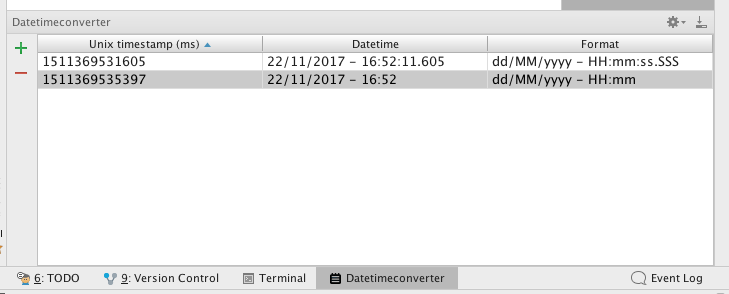 Datetimeconverter
Unix timestamp (ms) Datetime Format
1511369531605 22/11/2017 - 16:52:11.605 dd/MM/yyyy - HH:mm:ss.SSS
1511369535397 22/11/2017 - 16:52 dd/MM/yyyy - HH:mm
6: TODO 9: Version Control Terminal Datetimeconverter Event Log